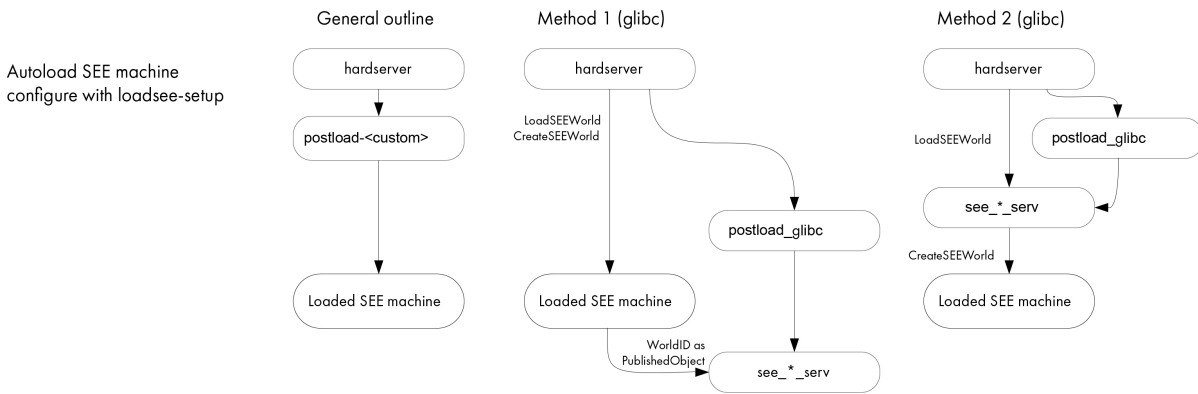 General outline
Method 1 (glibc)
Method 2 (glibc)
Autoload SEE machine
configure with loadsee-setup
hardserver
postload-<custom>
Loaded SEE machine
hardserver
LoadSEEWorld
CreateSEEWorld
postload_glibc
Loaded SEE machine
WorldID as
PublishedObject
see_*_serv
hardserver
LoadSEEWorld
postload_glibc
see_*_serv
CreateSEEWorld
Loaded SEE machine